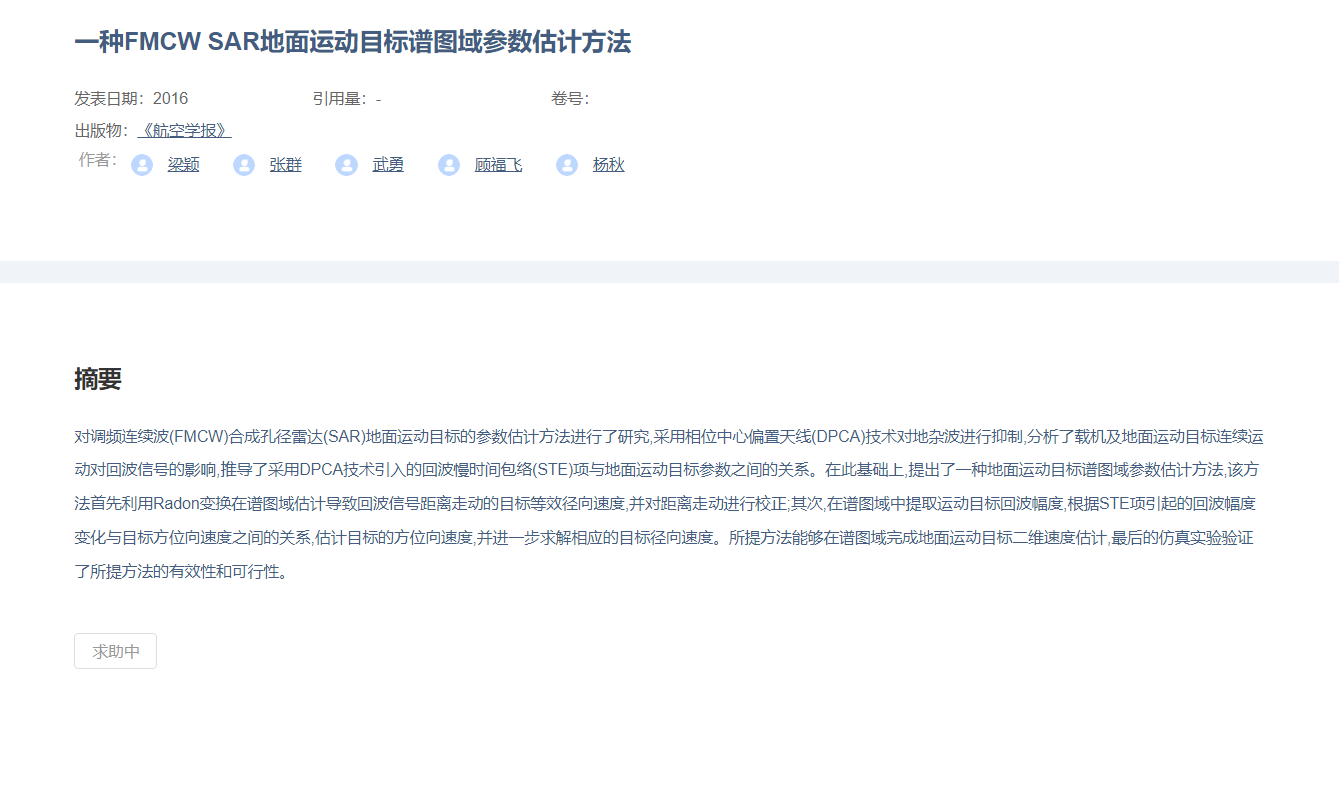 一种FMCW SAR地面运动目标谱图域参数估计方法
发表日期：2016 引用量：- 卷号：
出版物：《航空学报》
作者： 梁颖 张群 武勇 顾福飞 杨秋
摘要
对调频连续波(FMCW)合成孔径雷达(SAR)地面运动目标的参数估计方法进行了研究,采用相位中心偏置天线(DPCA)技术对地杂波进行抑制,分析了载机及地面运动目标连续运
动对回波信号的影响,推导了采用DPCA技术引入的回波慢时间包络(STE)项与地面运动目标参数之间的关系。在此基础上,提出了一种地面运动目标谱图域参数估计方法,该方
法首先利用Radon变换在谱图域估计导致回波信号距离走动的目标等效径向速度,并对距离走动进行校正;其次,在谱图域中提取运动目标回波幅度,根据STE项引起的回波幅度
变化与目标方位向速度之间的关系,估计目标的方位向速度,并进一步求解相应的目标径向速度。所提方法能够在谱图域完成地面运动目标二维速度估计,最后的仿真实验验证
了所提方法的有效性和可行性。
求助中